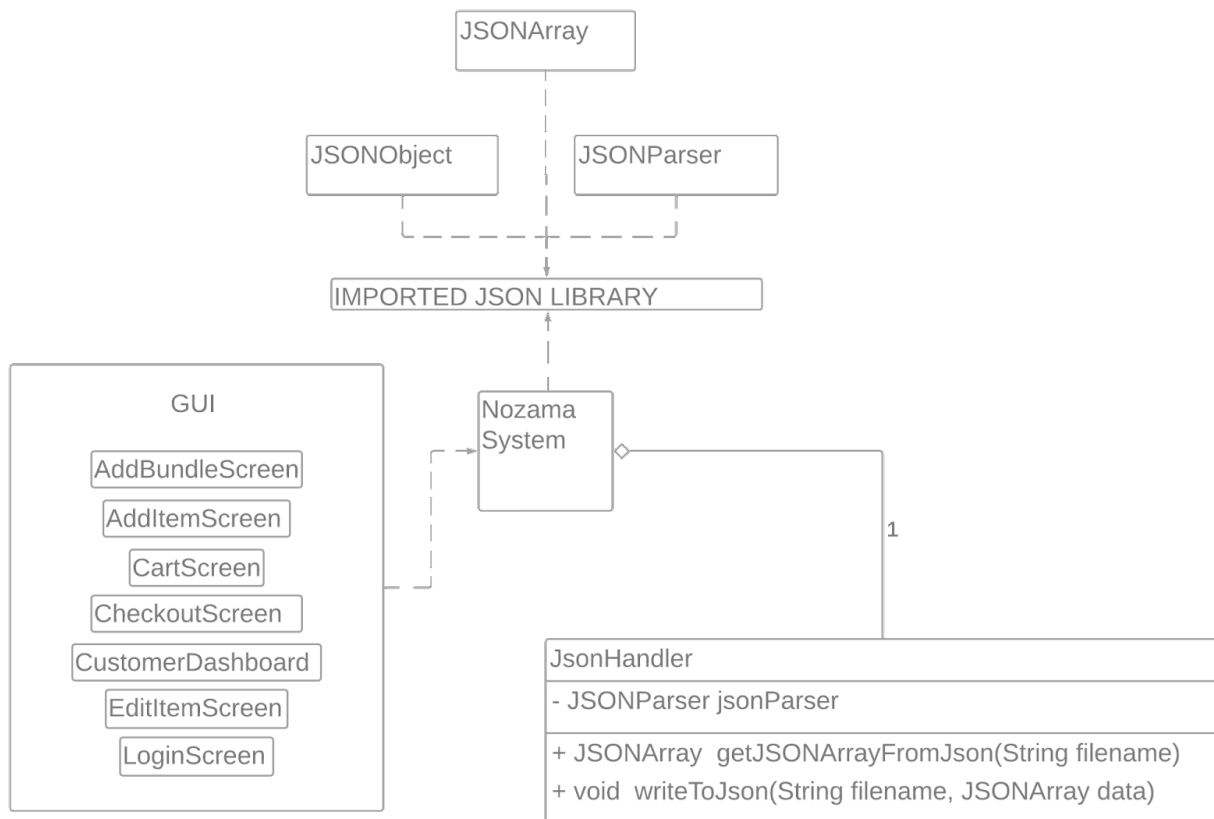 JSONArray
JSONObject
JSONParser
IMPORTED JSON LIBRARY
GUI
AddBundleScreen
AddItemScreen
CartScreen
CheckoutScreen
CustomerDashboard
EditItemScreen
LoginScreen
Nozama
System
1
JsonHandler
- JSONParser jsonParser
+ JSONArray getJSONArrayFromJson(String filename)
+ void writeToJson(String filename, JSONArray data)